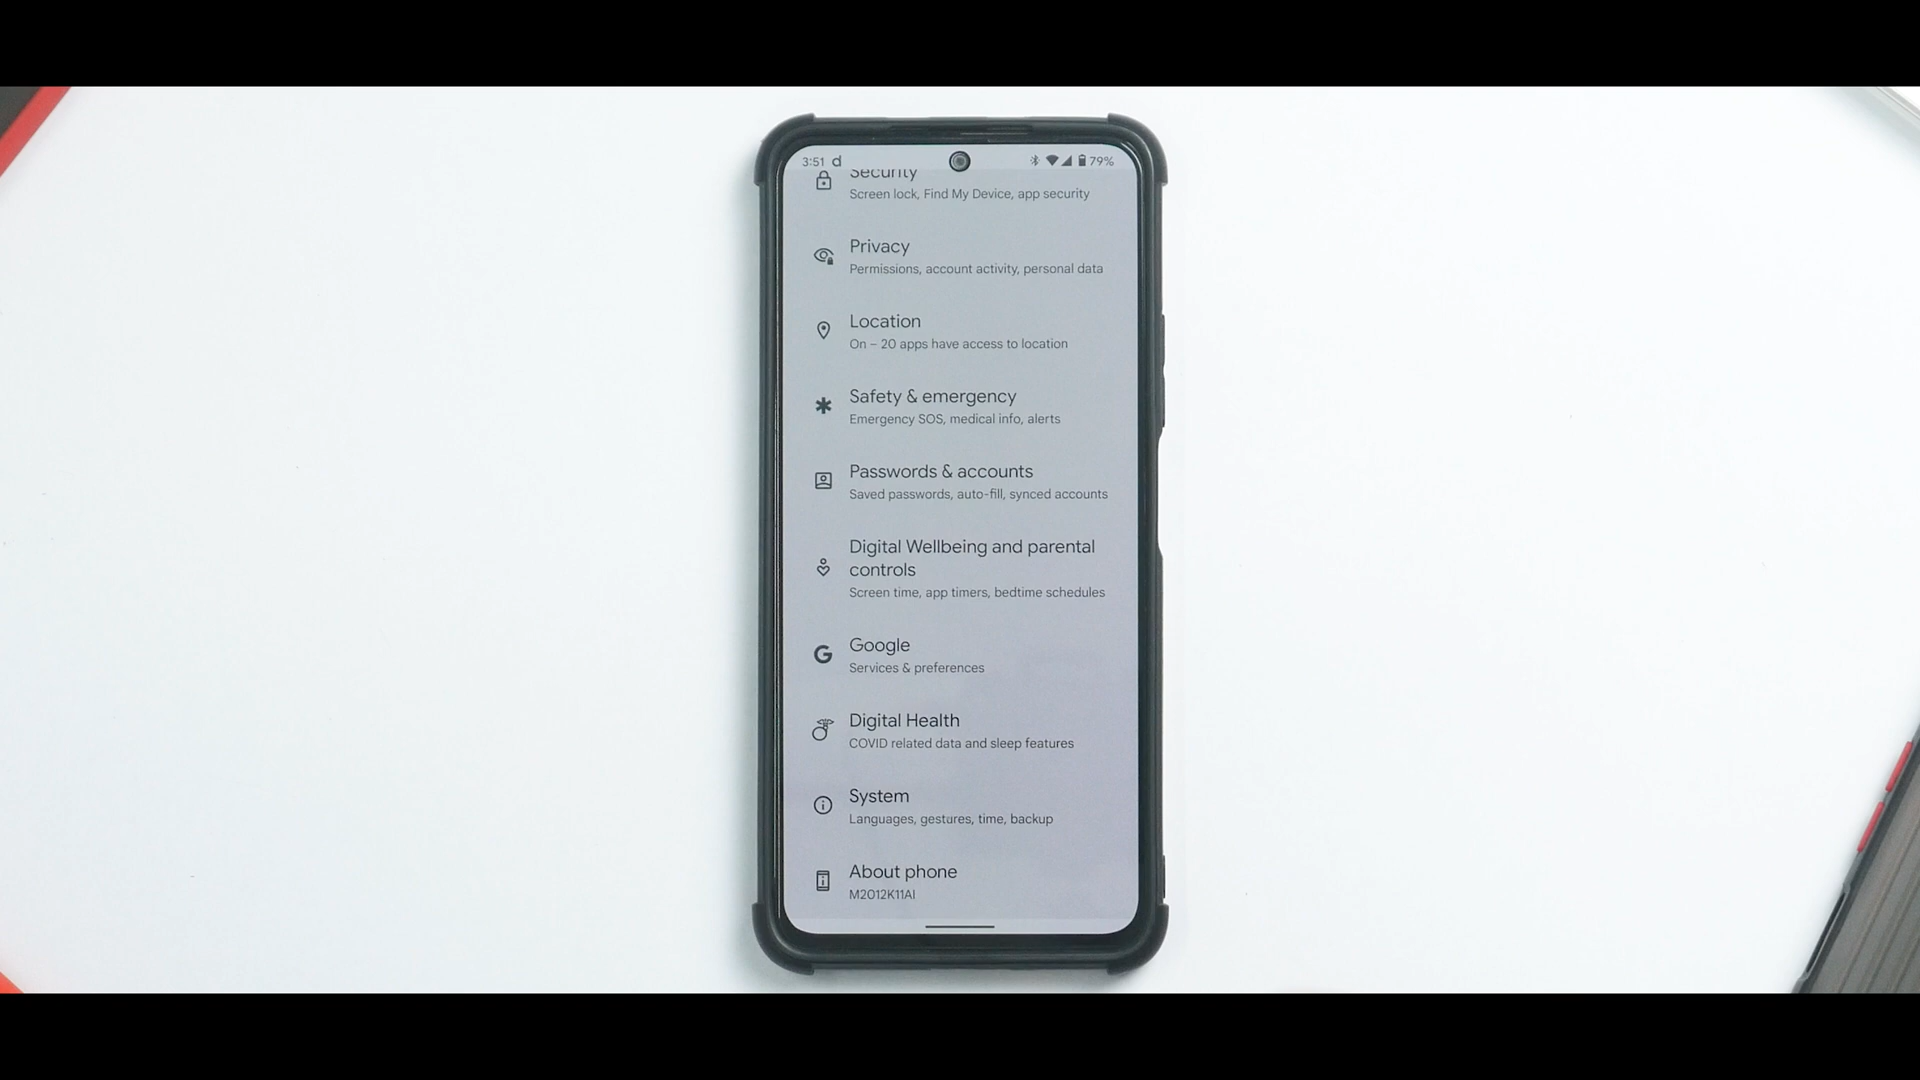 3:51 d 79%
Security
Screen lock, Find My Device, app security
Privacy
Permissions, account activity, personal data
Location
On – 20 apps have access to location
Safety & emergency
Emergency SOS, medical info, alerts
Passwords & accounts
Saved passwords, auto-fill, synced accounts
Digital Wellbeing and parental
controls
Screen time, app timers, bedtime schedules
Google
Services & preferences
Digital Health
COVID related data and sleep features
System
Languages, gestures, time, backup
About phone
M2012K11AI